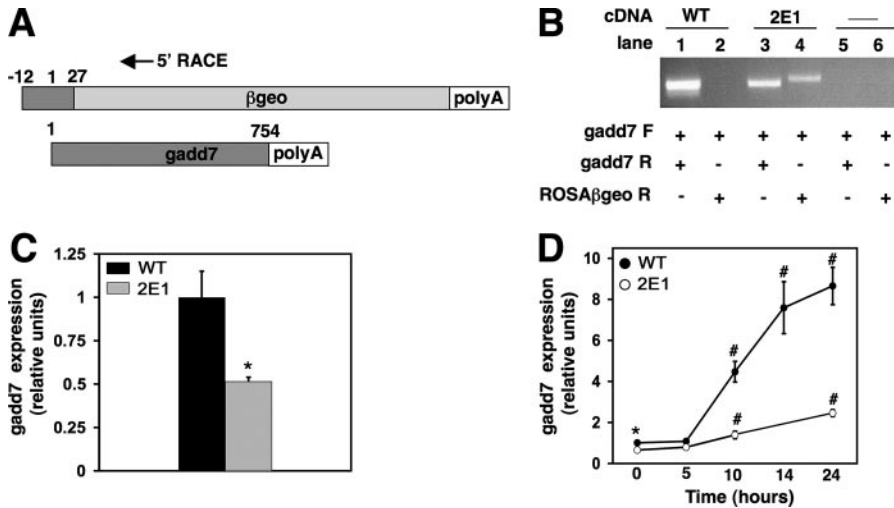 A
5' RACE
-12 1 27
βgeo polyA
1 754
gadd7 polyA
B
cDNA WT 2E1 —
lane 1 2 3 4 5 6
gadd7 F + + + + + +
gadd7 R + - + - + -
ROSAβgeo R - + - + - +
C
gadd7 expression
(relative units)
1.25
1
0.75
0.5
0.25
0
WT
2E1
*
D
gadd7 expression
(relative units)
10
8
6
4
2
0
WT
2E1
* # # #
# #
0 5 10 14 24
Time (hours)